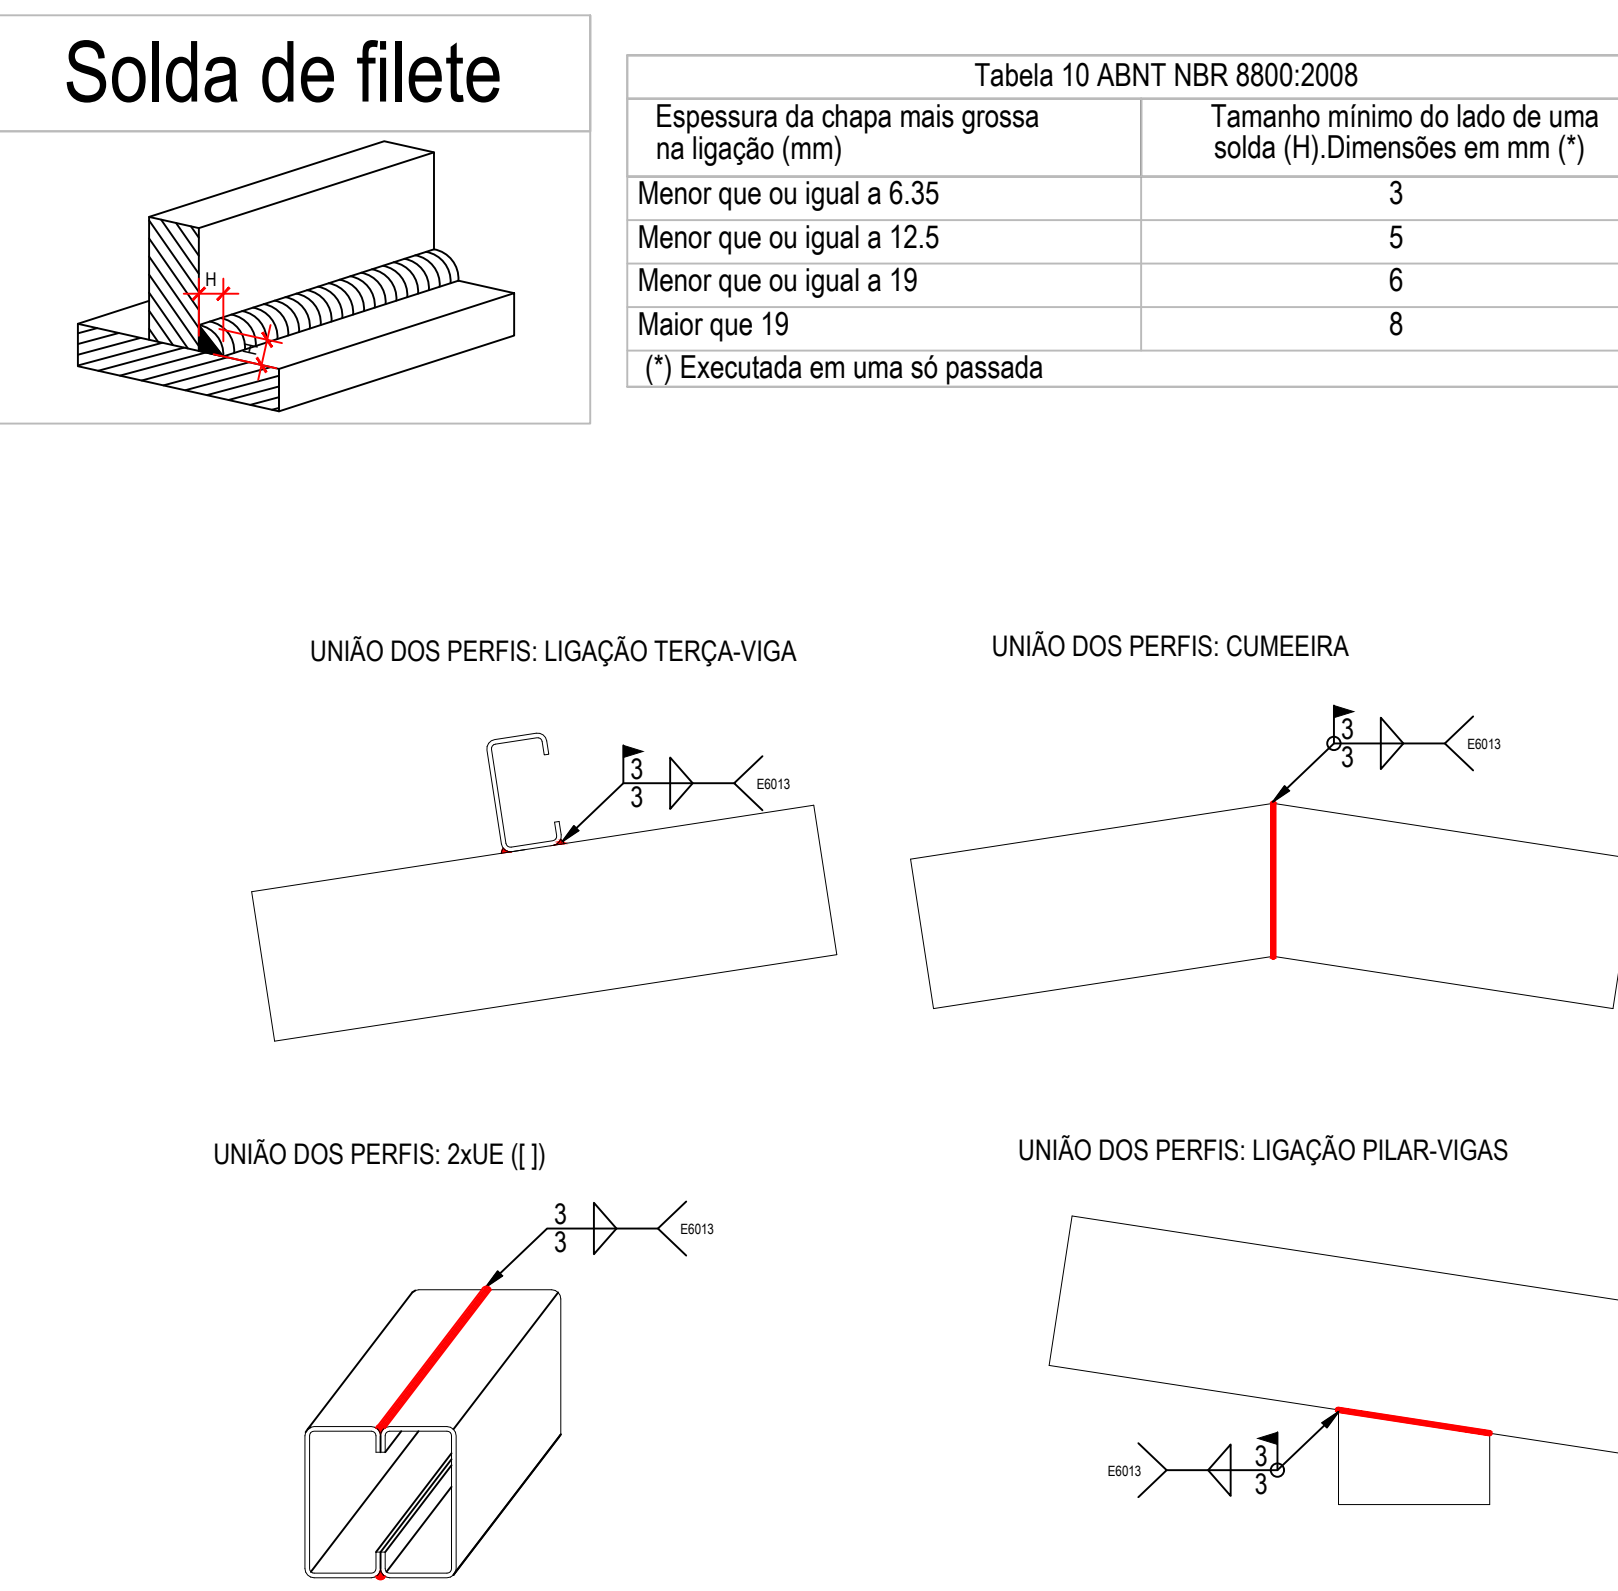 Solda de filete
H
H
Tabela 10 ABNT NBR 8800:2008
Espessura da chapa mais grossa
na ligação (mm)
Tamanho mínimo do lado de uma
solda (H).Dimensões em mm (*)
Menor que ou igual a 6.35
3
Menor que ou igual a 12.5
5
Menor que ou igual a 19
6
Maior que 19
8
(*) Executada em uma só passada
UNIÃO DOS PERFIS: LIGAÇÃO TERÇA-VIGA
3
3
E6013
UNIÃO DOS PERFIS: CUMEEIRA
3
3
E6013
UNIÃO DOS PERFIS: 2xUE ([ ])
3
3
E6013
UNIÃO DOS PERFIS: LIGAÇÃO PILAR-VIGAS
E6013
3
3